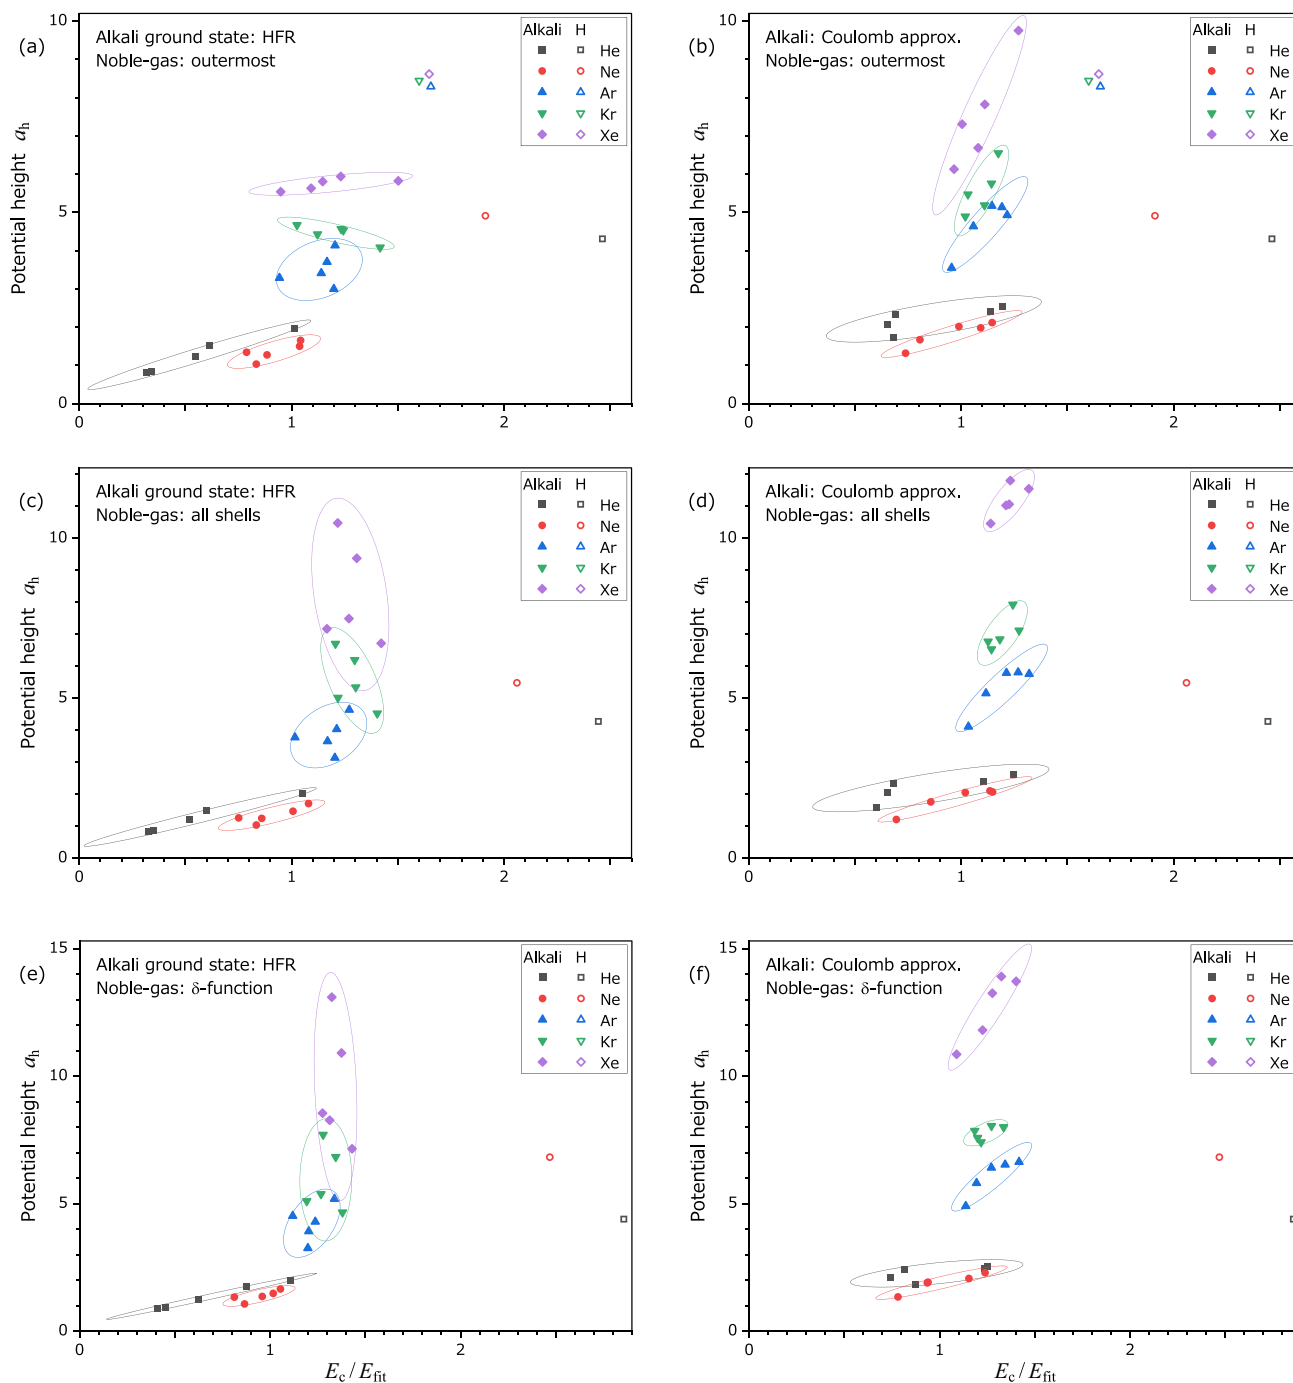 (a)
Alkali ground state: HFR
Noble-gas: outermost
Alkali H
He
Ne
Ar
Kr
Xe
Potential height a_h
10
5
0
0 1 2
(b)
Alkali: Coulomb approx.
Noble-gas: outermost
Alkali H
He
Ne
Ar
Kr
Xe
Potential height a_h
10
5
0
0 1 2
(c)
Alkali ground state: HFR
Noble-gas: all shells
Alkali H
He
Ne
Ar
Kr
Xe
Potential height a_h
10
5
0
0 1 2
(d)
Alkali: Coulomb approx.
Noble-gas: all shells
Alkali H
He
Ne
Ar
Kr
Xe
Potential height a_h
10
5
0
0 1 2
(e)
Alkali ground state: HFR
Noble-gas: δ-function
Alkali H
He
Ne
Ar
Kr
Xe
Potential height a_h
15
10
5
0
0 1 2
E_c / E_fit
(f)
Alkali: Coulomb approx.
Noble-gas: δ-function
Alkali H
He
Ne
Ar
Kr
Xe
Potential height a_h
15
10
5
0
0 1 2
E_c / E_fit